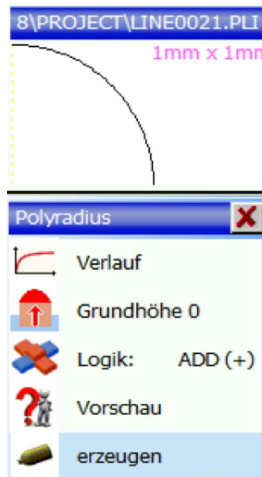 8\PROJECT\LINE0021.PLI
1mm x 1mm
Polyradius
Verlauf
Grundhöhe 0
Logik: ADD (+)
Vorschau
erzeugen